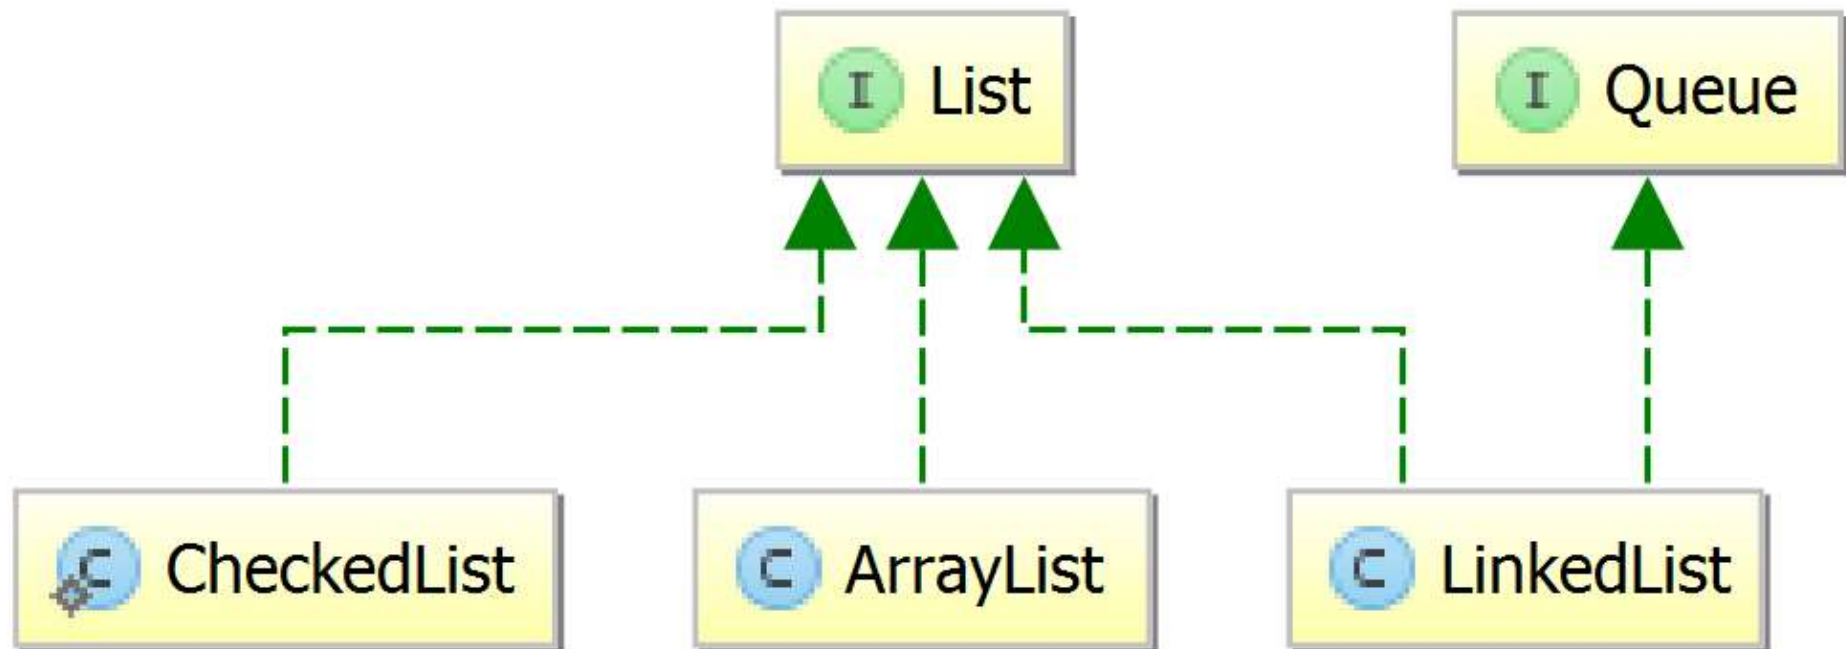 I List
I Queue
C CheckedList
C ArrayList
C LinkedList